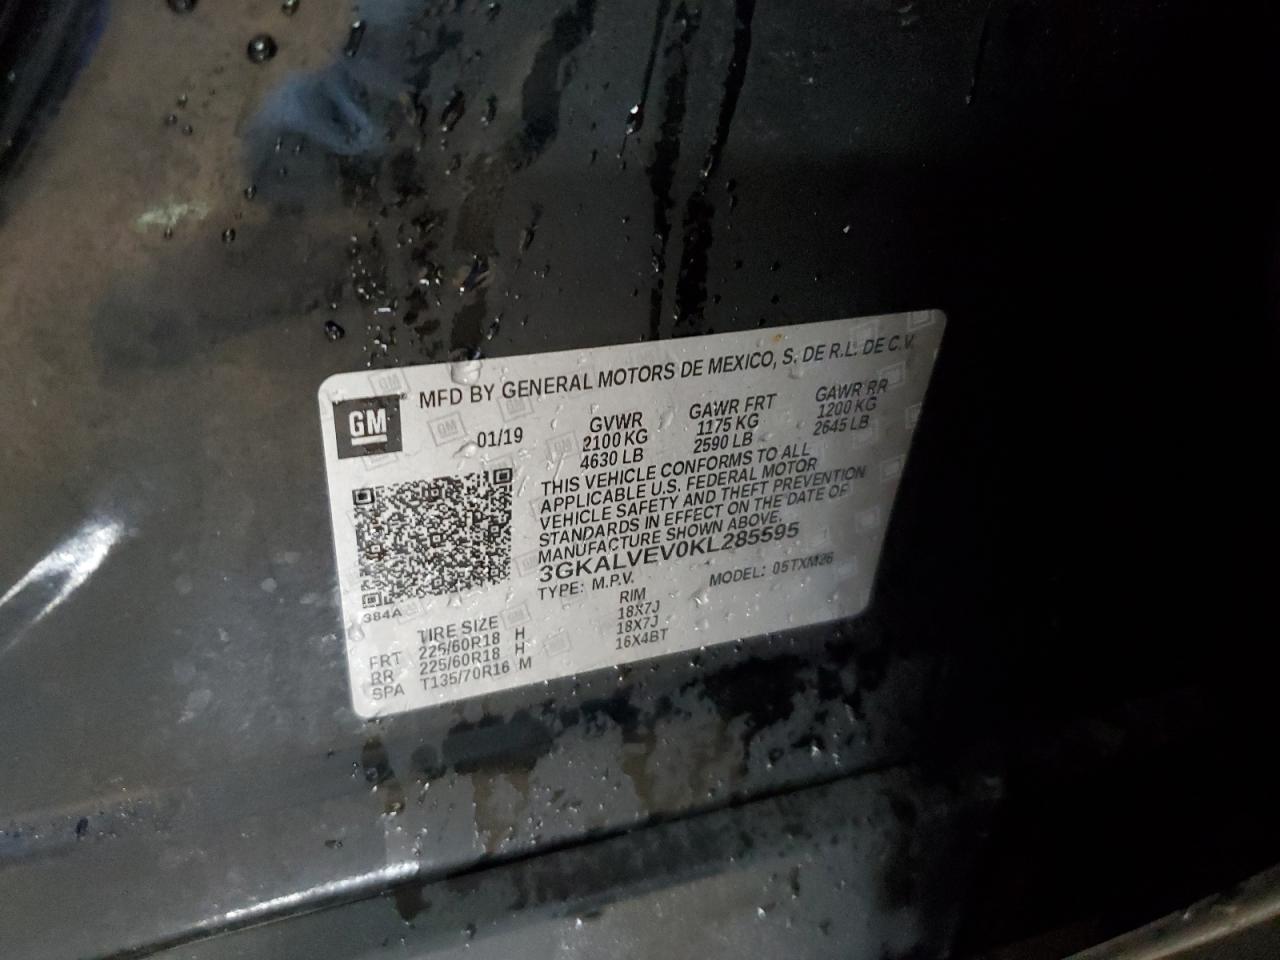 MFD BY GENERAL MOTORS DE MEXICO, S. DE R.L. DE C.V.
GM
01/19
GVWR GAWR FRT GAWR RR
2100 KG 1175 KG 1200 KG
4630 LB 2590 LB 2645 LB
THIS VEHICLE CONFORMS TO ALL
APPLICABLE U.S. FEDERAL MOTOR
VEHICLE SAFETY AND THEFT PREVENTION
STANDARDS IN EFFECT ON THE DATE OF
MANUFACTURE SHOWN ABOVE.
3GKALVEV0KL285595
TYPE: M.P.V. MODEL: 05TXM26
384A
TIRE SIZE RIM
FRT 225/60R18 H 18X7J
RR 225/60R18 H 18X7J
SPA T135/70R16 M 16X4BT